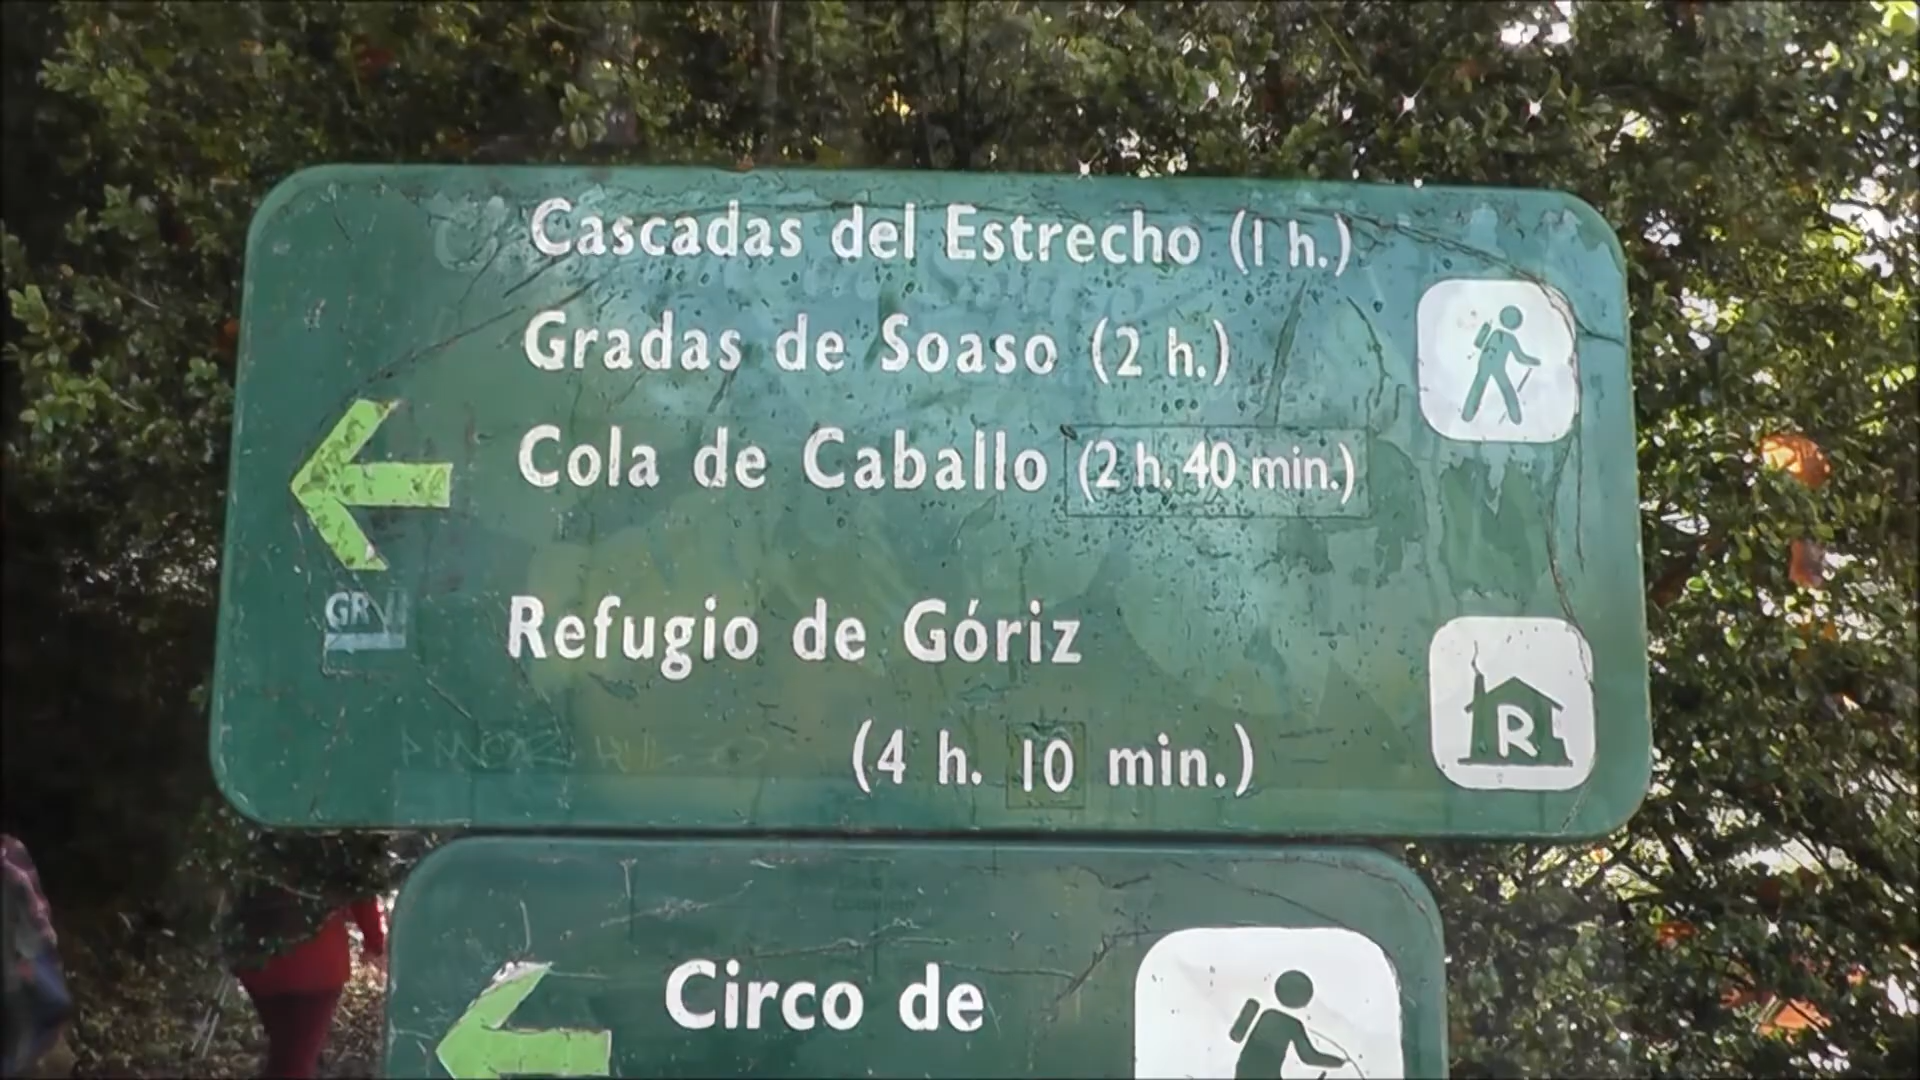 Cascadas del Estrecho (1 h.)
Gradas de Soaso (2 h.)
Cola de Caballo (2 h. 40 min.)
GR 11
Refugio de Góriz
(4 h. 10 min.)
R
Circo de